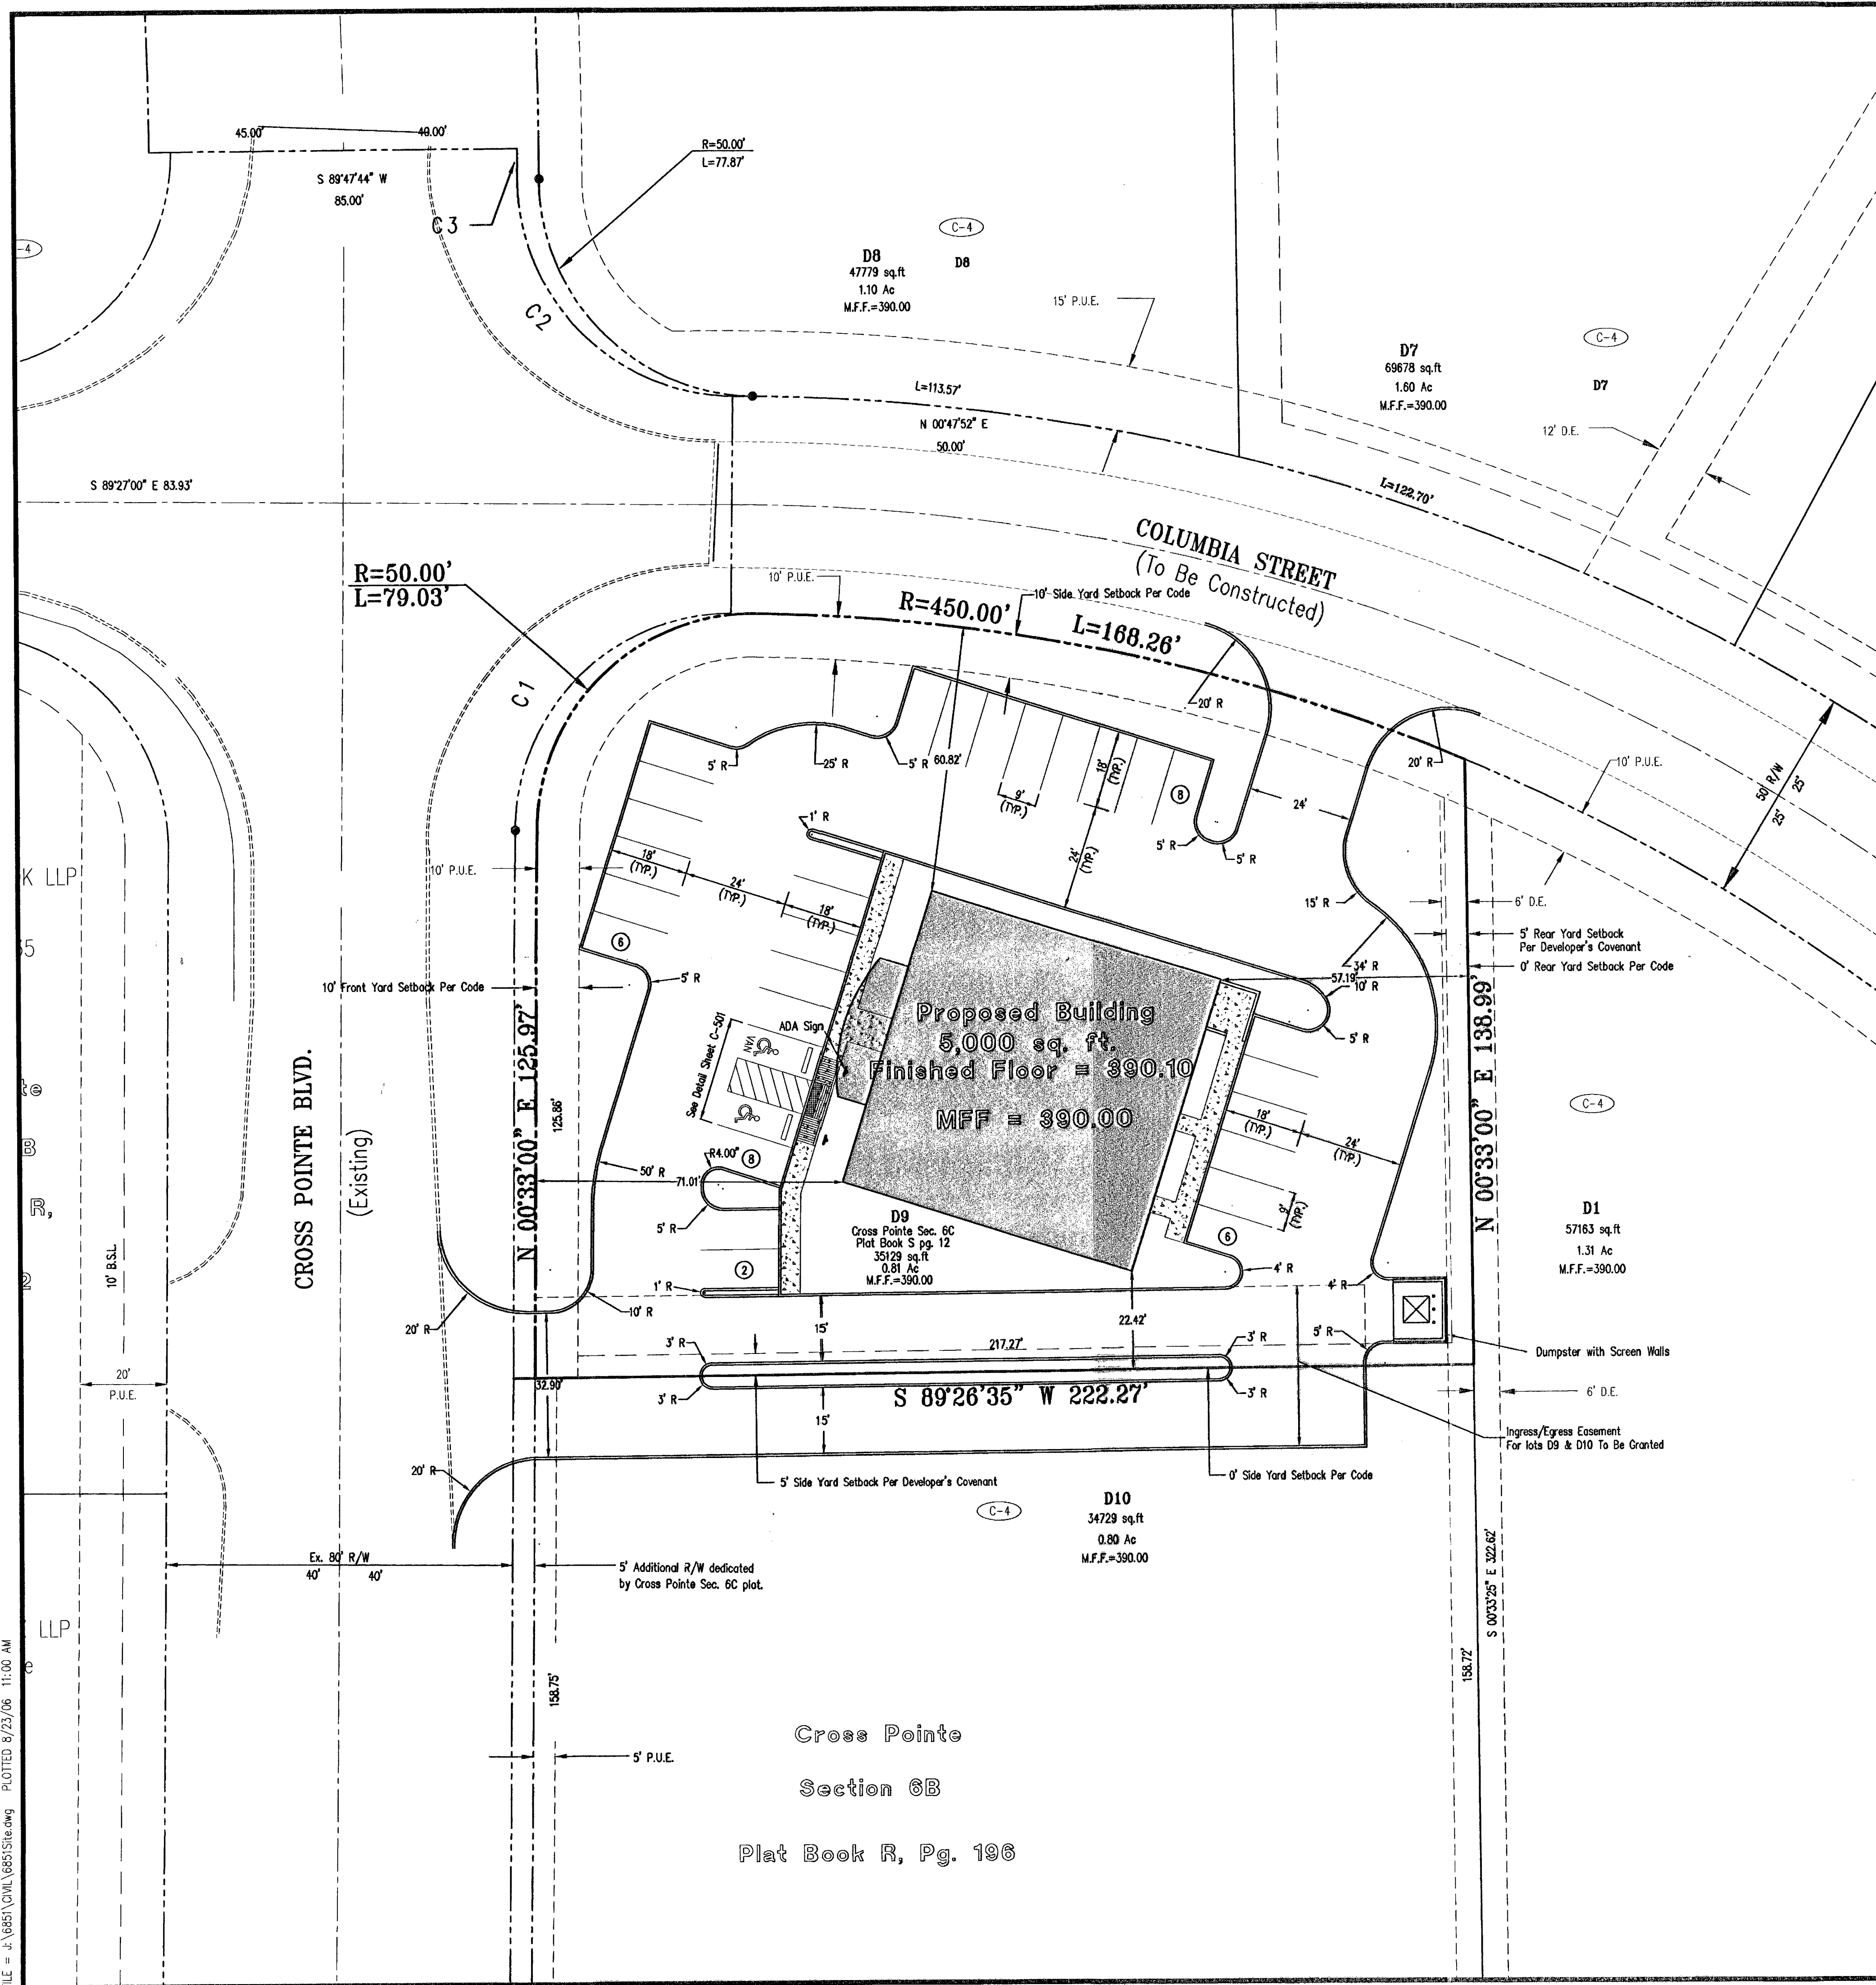 45.00'
40.00'
S 89°47'44" W
85.00'
C3
R=50.00'
L=77.87'
C2
-4
C-4
D8
47779 sq.ft
1.10 Ac
M.F.F.=390.00
D8
15' P.U.E.
C-4
D7
69678 sq.ft
1.60 Ac
M.F.F.=390.00
D7
12' D.E.
L=113.57'
N 00°47'52" E
50.00'
L=122.70'
S 89°27'00" E 83.93'
COLUMBIA STREET
(To Be Constructed)
R=50.00'
L=79.03'
10' P.U.E.
R=450.00'
10' Side Yard Setback Per Code
L=168.26'
C1
20' R
5' R
25' R
5' R
60.82'
18'
(TYP.)
9'
(TYP.)
8
24'
20' R
10' P.U.E.
50' R/W
25'
25'
1' R
24'
(TYP.)
5' R
5' R
10' P.U.E.
18'
(TYP.)
24'
(TYP.)
18'
(TYP.)
15' R
6' D.E.
5' Rear Yard Setback
Per Developer's Covenant
0' Rear Yard Setback Per Code
K LLP
6
5' R
34' R
57.19'
10' R
5' R
10' Front Yard Setback Per Code
See Detail Sheet C-501
VAN
ADA Sign
Proposed Building
5,000 sq. ft.
Finished Floor = 390.10
MFF = 390.00
N 00°33'00" E 125.97'
125.86'
N 00°33'00" E 138.99'
C-4
CROSS POINTE BLVD.
(Existing)
te
B
R,
2
18'
(TYP.)
24'
(TYP.)
9'
(TYP.)
R4.00"
8
50' R
71.01'
5' R
D9
Cross Pointe Sec. 6C
Plat Book S pg. 12
35129 sq.ft
0.81 Ac
M.F.F.=390.00
6
D1
57163 sq.ft
1.31 Ac
M.F.F.=390.00
10' B.S.L.
2
1' R
10' R
4' R
4' R
20' R
15'
22.42'
5' R
3' R
217.27'
3' R
Dumpster with Screen Walls
20'
P.U.E.
32.90'
3' R
S 89°26'35" W 222.27'
3' R
6' D.E.
15'
Ingress/Egress Easement
For lots D9 & D10 To Be Granted
20' R
5' Side Yard Setback Per Developer's Covenant
0' Side Yard Setback Per Code
C-4
D10
34729 sq.ft
0.80 Ac
M.F.F.=390.00
Ex. 80' R/W
40'
40'
5' Additional R/W dedicated
by Cross Pointe Sec. 6C plat.
S 00°33'25" E 322.62'
LLP
e
158.75'
158.72'
5' P.U.E.
Cross Pointe
Section 6B
Plat Book R, Pg. 196
= J:\6851\CIVIL\6851Site.dwg PLOTTED 8/23/06 11:00 AM